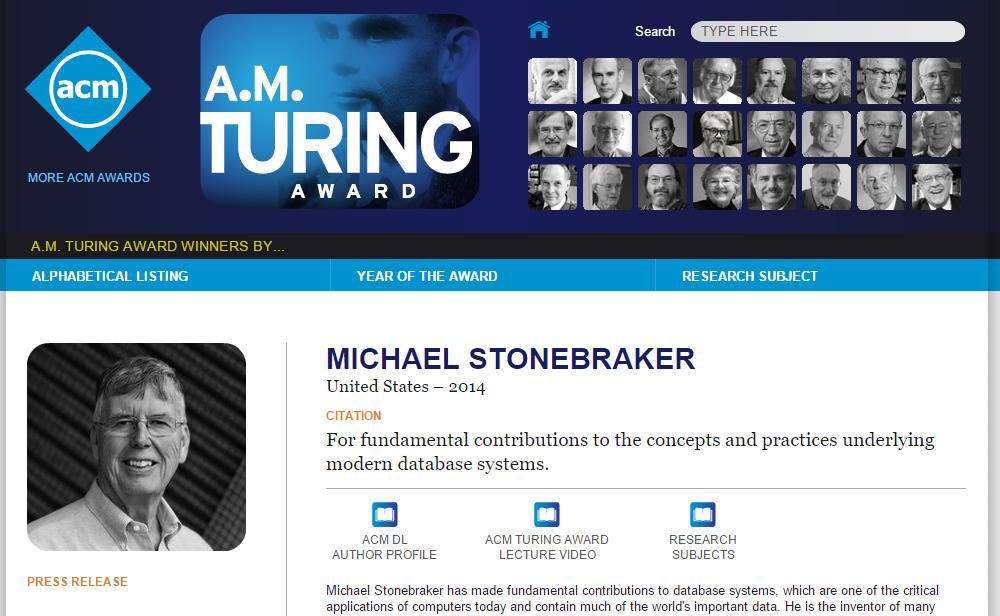 acm
MORE ACM AWARDS
A.M.
TURING
AWARD
Search
TYPE HERE
A.M. TURING AWARD WINNERS BY...
ALPHABETICAL LISTING
YEAR OF THE AWARD
RESEARCH SUBJECT
PRESS RELEASE
MICHAEL STONEBRAKER
United States – 2014
CITATION
For fundamental contributions to the concepts and practices underlying
modern database systems.
ACM DL
AUTHOR PROFILE
ACM TURING AWARD
LECTURE VIDEO
RESEARCH
SUBJECTS
Michael Stonebraker has made fundamental contributions to database systems, which are one of the critical
applications of computers today and contain much of the world's important data. He is the inventor of many